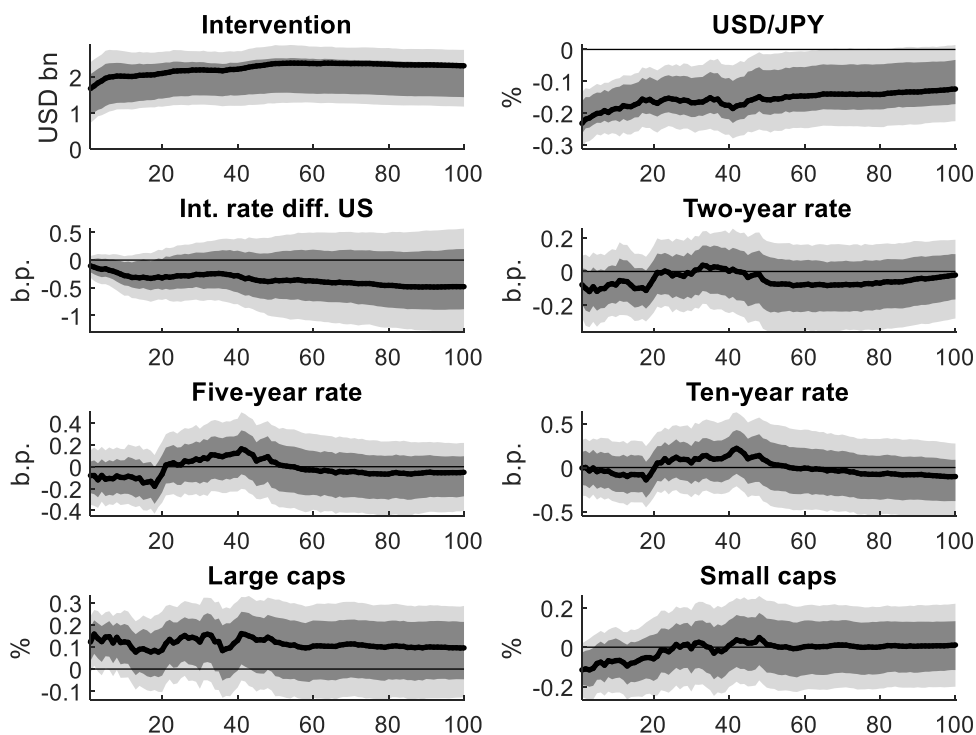 Intervention
USD bn
2
1
0
20 40 60 80 100
USD/JPY
%
0
-0.1
-0.2
-0.3
20 40 60 80 100
Int. rate diff. US
b.p.
0.5
0
-0.5
-1
20 40 60 80 100
Two-year rate
b.p.
0.2
0
-0.2
20 40 60 80 100
Five-year rate
b.p.
0.4
0.2
0
-0.2
-0.4
20 40 60 80 100
Ten-year rate
b.p.
0.5
0
-0.5
20 40 60 80 100
Large caps
%
0.3
0.2
0.1
0
-0.1
20 40 60 80 100
Small caps
%
0.2
0
-0.2
20 40 60 80 100